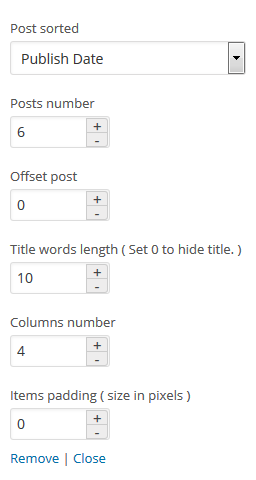 Post sorted
Publish Date
Posts number
6
+
-
Offset post
0
+
-
Title words length ( Set 0 to hide title. )
10
+
-
Columns number
4
+
-
Items padding ( size in pixels )
0
+
-
Remove | Close